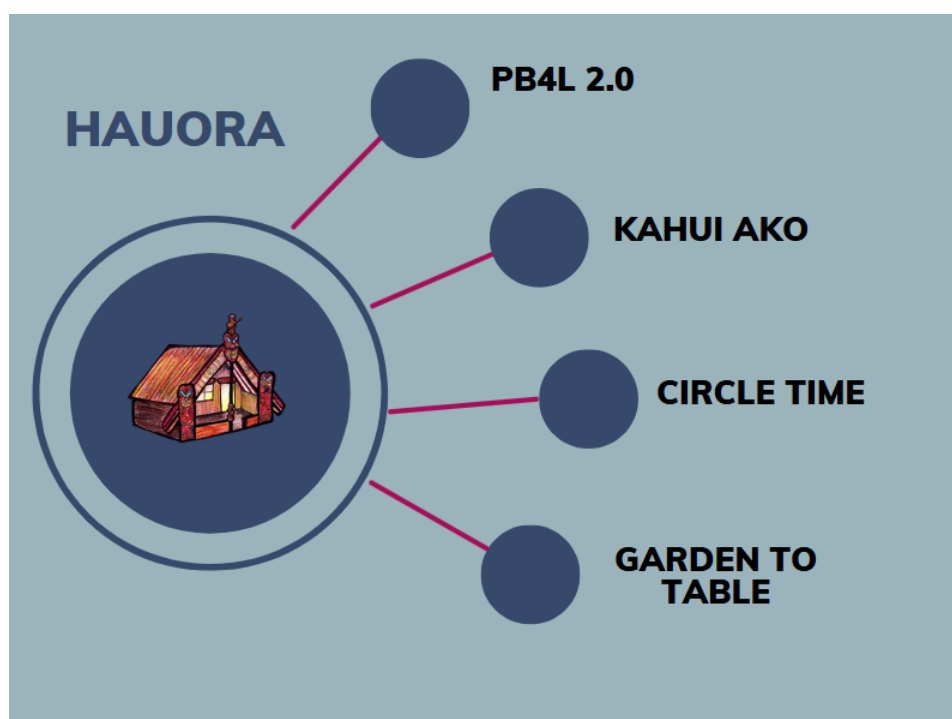 HAUORA
PB4L 2.0
KAHUI AKO
CIRCLE TIME
GARDEN TO
TABLE